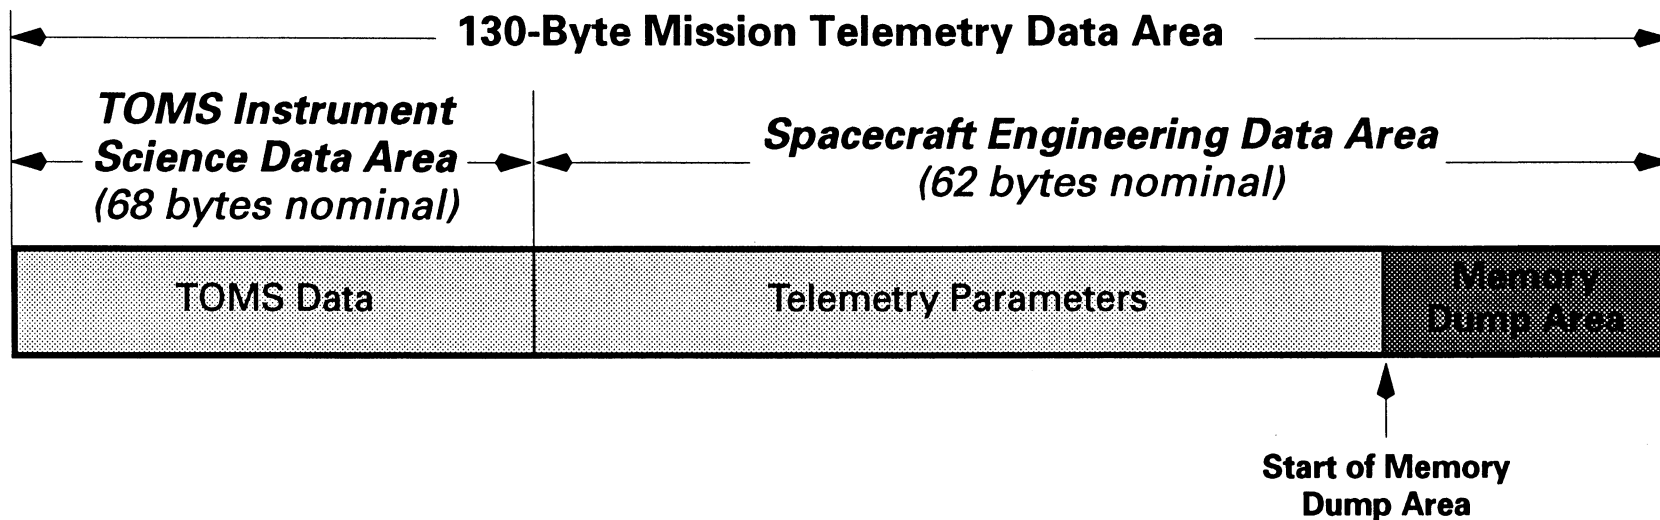 130-Byte Mission Telemetry Data Area
TOMS Instrument
Science Data Area
(68 bytes nominal)
Spacecraft Engineering Data Area
(62 bytes nominal)
TOMS Data
Telemetry Parameters
Memory
Dump Area
Start of Memory
Dump Area